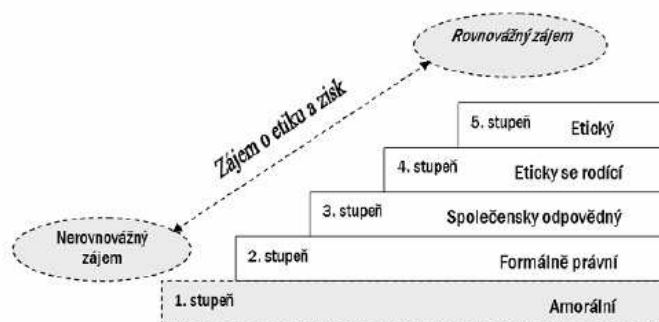 Rovnovážný zájem
Zájem o etiku a zisk
5. stupeň Etický
4. stupeň Eticky se rodící
3. stupeň Společensky odpovědný
Nerovnovážný
zájem
2. stupeň Formálně právní
1. stupeň Amorální